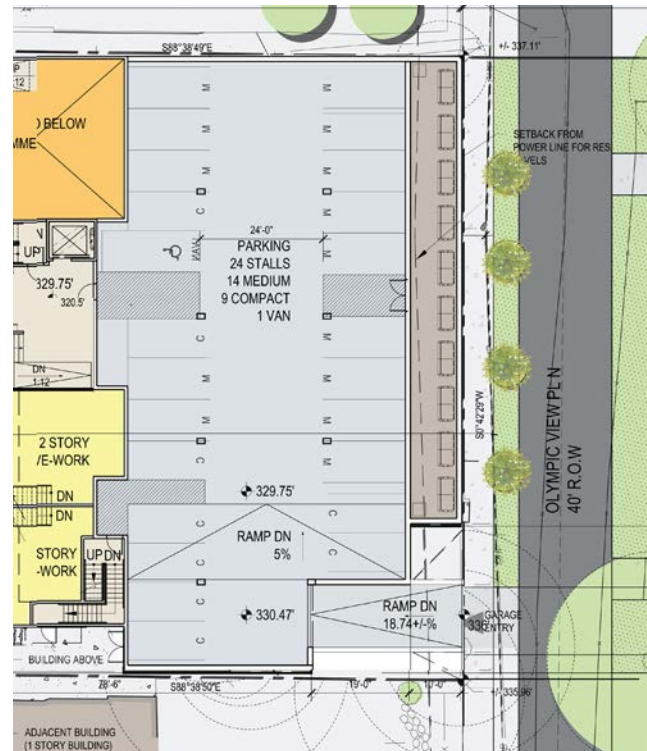 S88°38'49"E
+/- 337.11'
BELOW
SETBACK FROM
POWER LINE FOR RES
24'-0"
VAN
PARKING
24 STALLS
14 MEDIUM
9 COMPACT
1 VAN
UP
329.75'
320.5'
DN
1:12
S0°42'29"W
OLYMPIC VIEW PL N
40' R.O.W
2 STORY
/E-WORK
DN
DN
STORY
-WORK
UP DN
329.75'
RAMP DN
5%
330.47'
RAMP DN
18.74+/-%
GARAGE
ENTRY
BUILDING ABOVE
S88°38'50"E
19'-0"
10'-0"
+/- 335.96'
ADJACENT BUILDING
(1 STORY BUILDING)
M
M
M
M
M
M
C
M
M
C
M
M
C
M
M
M
M
M
C
C
C
C
C
C